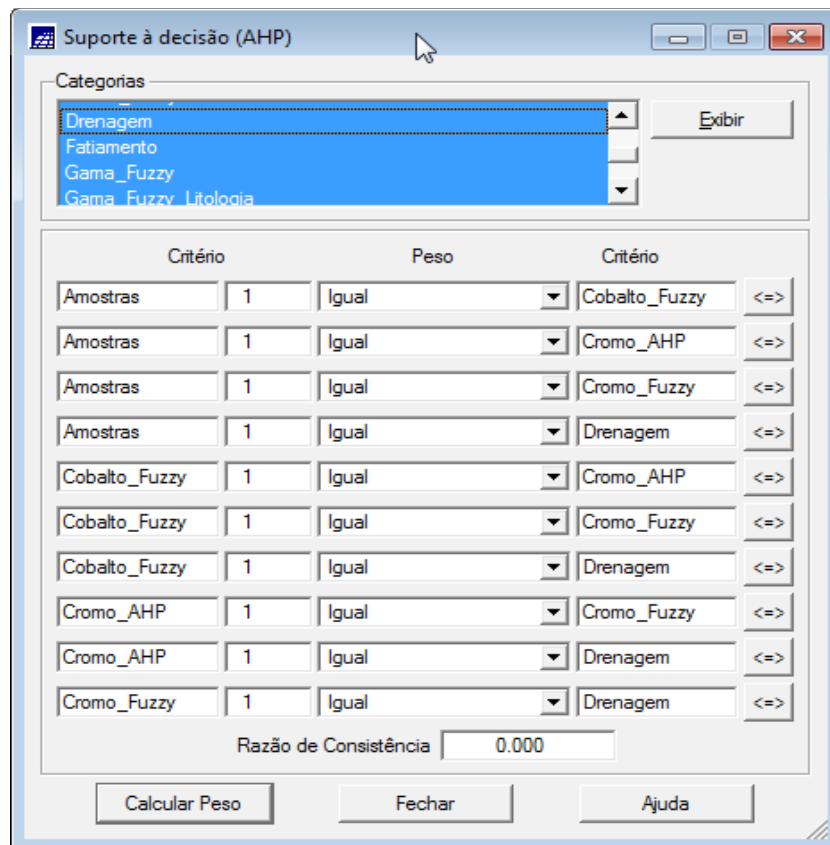 Suporte à decisão (AHP)
Categorias
Drenagem
Fatiamento
Gama_Fuzzy
Gama_Fuzzy_Litologia
Exibir
Critério Peso Critério
Amostras 1 Igual Cobalto_Fuzzy <=>
Amostras 1 Igual Cromo_AHP <=>
Amostras 1 Igual Cromo_Fuzzy <=>
Amostras 1 Igual Drenagem <=>
Cobalto_Fuzzy 1 Igual Cromo_AHP <=>
Cobalto_Fuzzy 1 Igual Cromo_Fuzzy <=>
Cobalto_Fuzzy 1 Igual Drenagem <=>
Cromo_AHP 1 Igual Cromo_Fuzzy <=>
Cromo_AHP 1 Igual Drenagem <=>
Cromo_Fuzzy 1 Igual Drenagem <=>
Razão de Consistência 0.000
Calcular Peso Fechar Ajuda